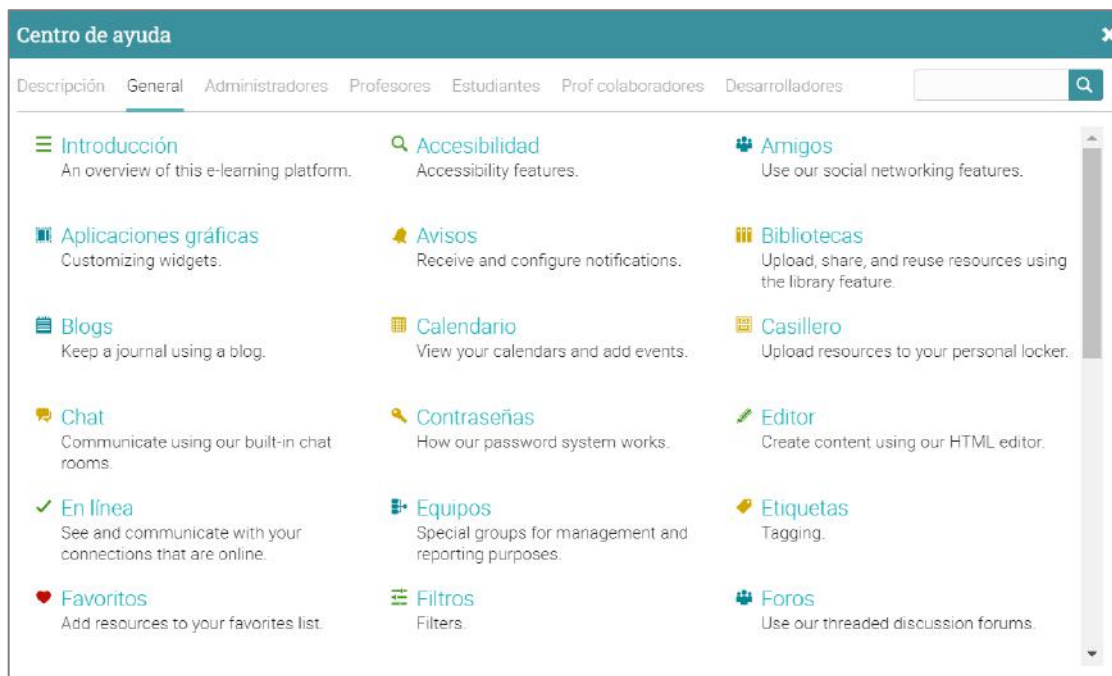 Centro de ayuda
Descripción General Administradores Profesores Estudiantes Prof colaboradores Desarrolladores
Introducción
An overview of this e-learning platform.
Accesibilidad
Accessibility features.
Amigos
Use our social networking features.
Aplicaciones gráficas
Customizing widgets.
Avisos
Receive and configure notifications.
Bibliotecas
Upload, share, and reuse resources using
the library feature.
Blogs
Keep a journal using a blog.
Calendario
View your calendars and add events.
Casillero
Upload resources to your personal locker.
Chat
Communicate using our built-in chat
rooms.
Contraseñas
How our password system works.
Editor
Create content using our HTML editor.
En línea
See and communicate with your
connections that are online.
Equipos
Special groups for management and
reporting purposes.
Etiquetas
Tagging.
Favoritos
Add resources to your favorites list.
Filtros
Filters.
Foros
Use our threaded discussion forums.